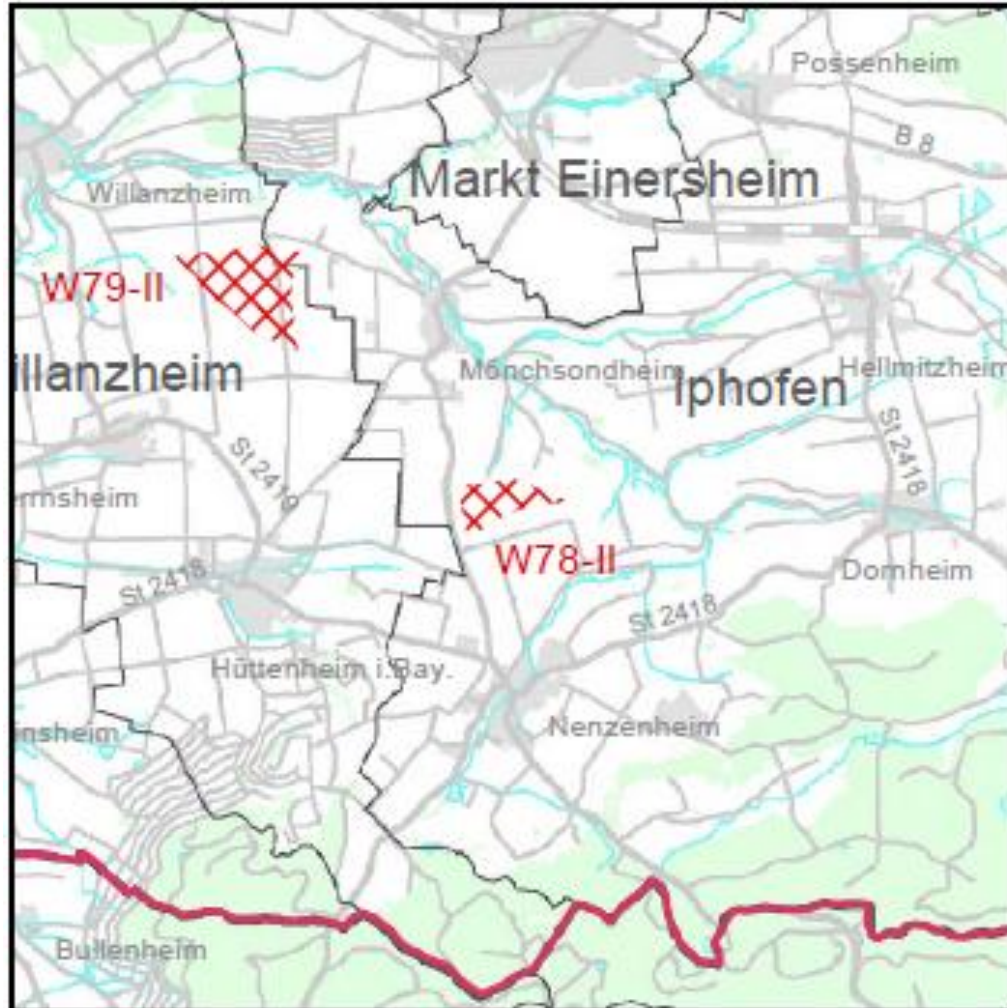 Possenheim
B 8
Markt Einersheim
Willanzheim
W79-II
Mönchsondheim
Hellmitzheim
illanzheim
Iphofen
St 2419
St 2418
ermsheim
W78-II
St 2418
Dornheim
St 2418
Hüttenheim i.Bay.
nsheim
Nenzenheim
Bullenheim